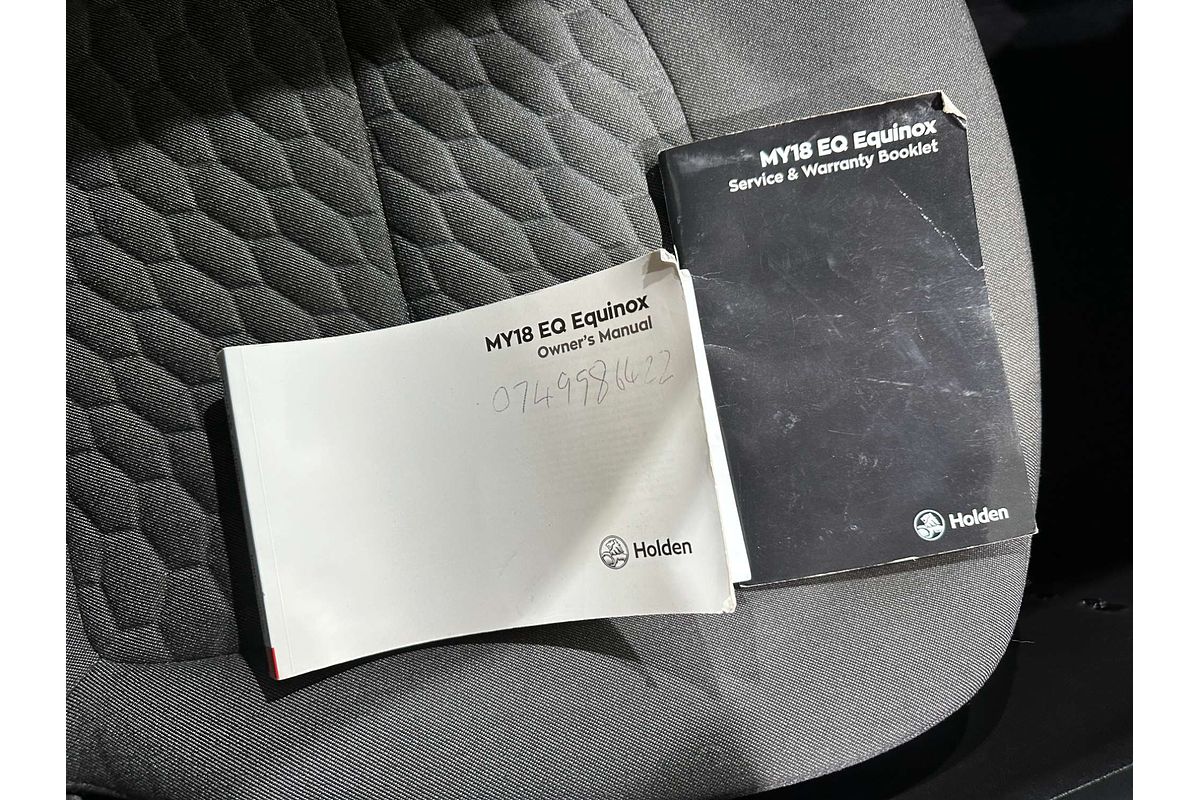 MY18 EQ Equinox
Service & Warranty Booklet
Holden
MY18 EQ Equinox
Owner's Manual
0749986422
Holden